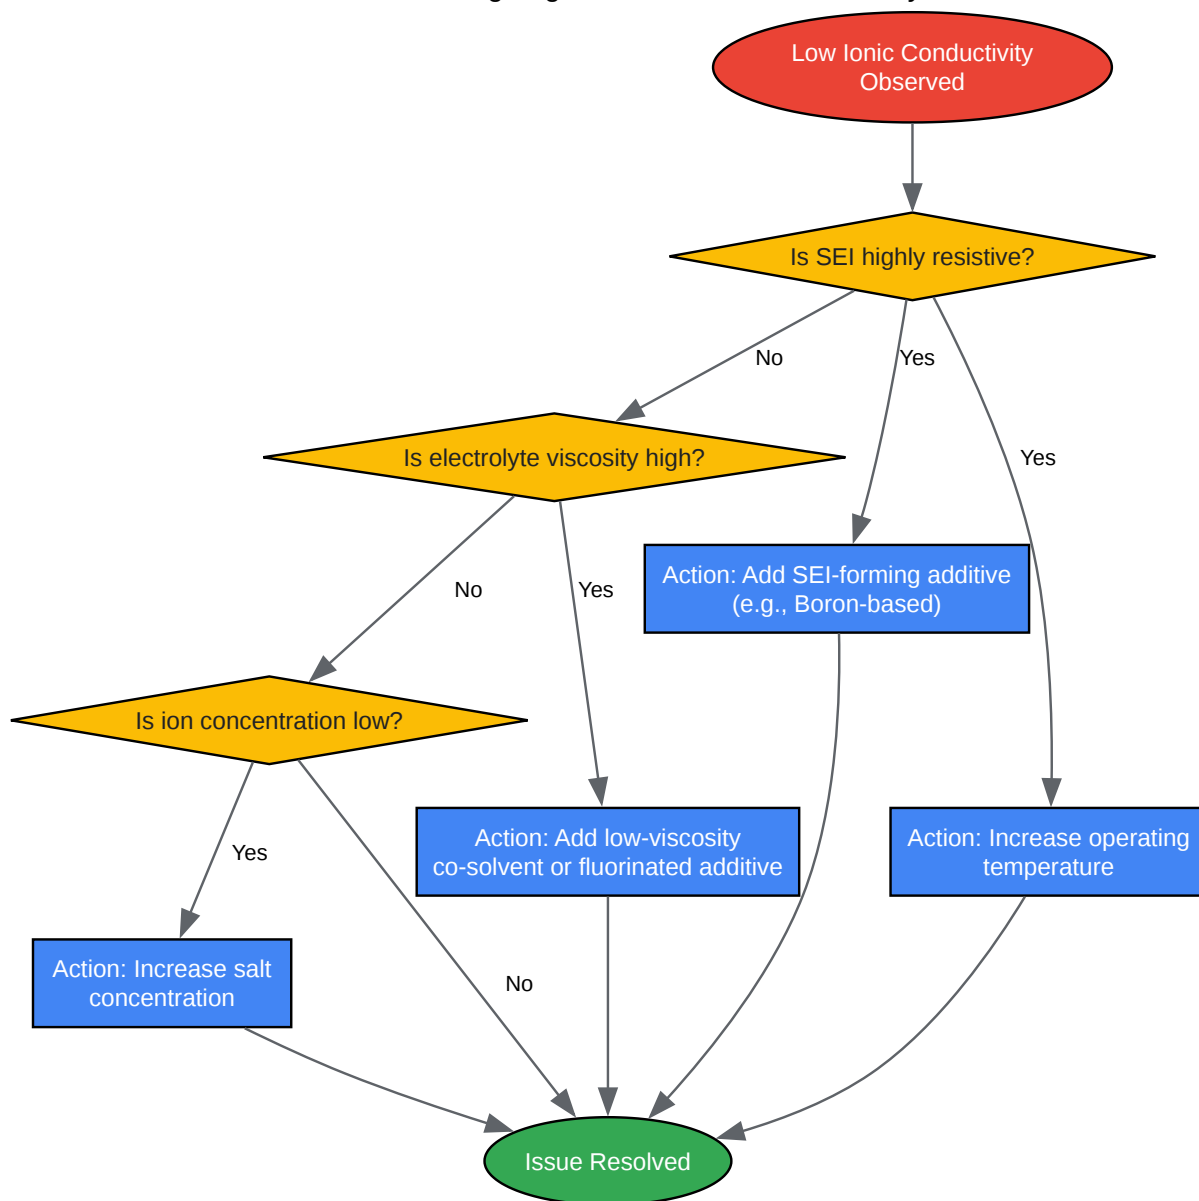 Low Ionic Conductivity
Observed
Is SEI highly resistive?
No
Yes
Is electrolyte viscosity high?
Yes
Action: Add SEI-forming additive
(e.g., Boron-based)
No
Yes
Is ion concentration low?
Action: Add low-viscosity
co-solvent or fluorinated additive
Action: Increase operating
temperature
Yes
Action: Increase salt
concentration
No
Issue Resolved